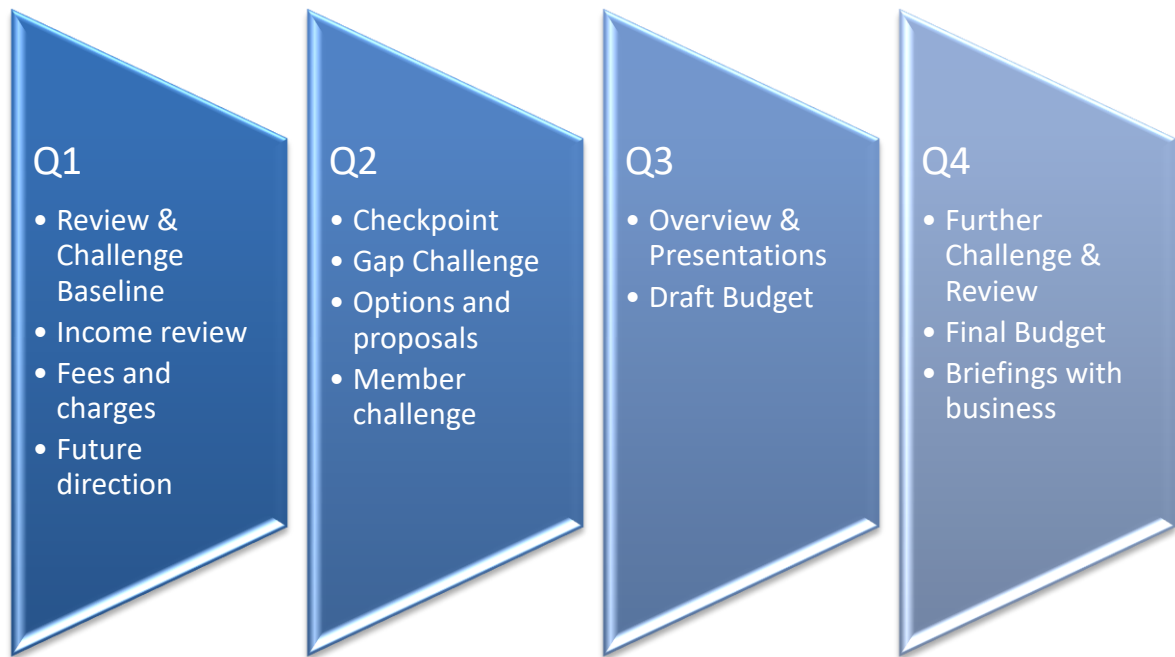 Q1
• Review &
Challenge
Baseline
• Income review
• Fees and
charges
• Future
direction
Q2
• Checkpoint
• Gap Challenge
• Options and
proposals
• Member
challenge
Q3
• Overview &
Presentations
• Draft Budget
Q4
• Further
Challenge &
Review
• Final Budget
• Briefings with
business